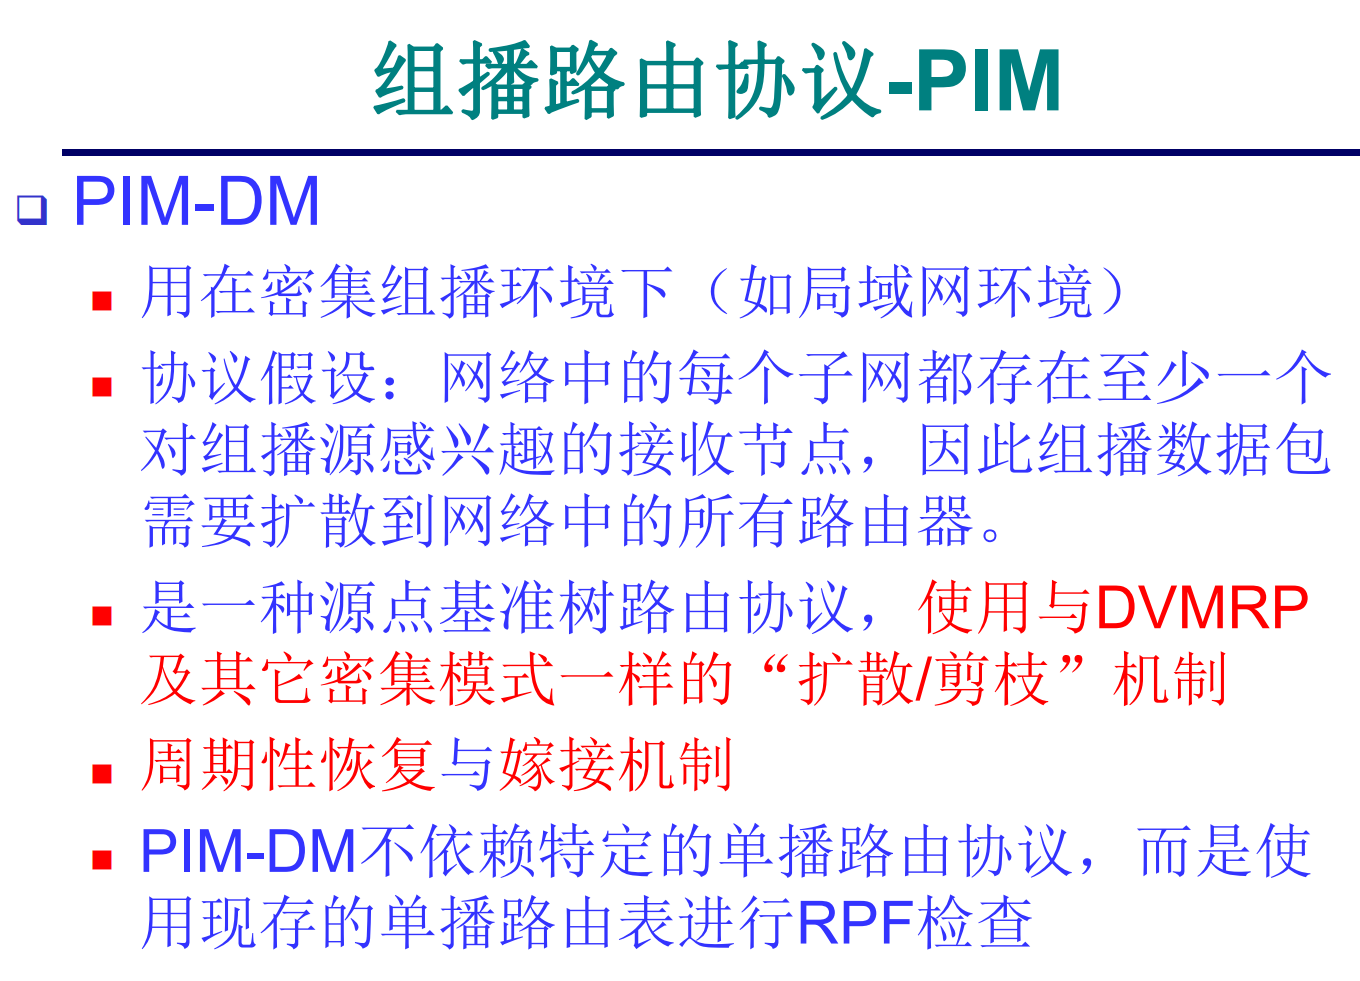 组播路由协议-PIM
PIM-DM
用在密集组播环境下（如局域网环境）
协议假设：网络中的每个子网都存在至少一个
对组播源感兴趣的接收节点，因此组播数据包
需要扩散到网络中的所有路由器。
是一种源点基准树路由协议，使用与DVMRP
及其它密集模式一样的“扩散/剪枝”机制
周期性恢复与嫁接机制
PIM-DM不依赖特定的单播路由协议，而是使
用现存的单播路由表进行RPF检查